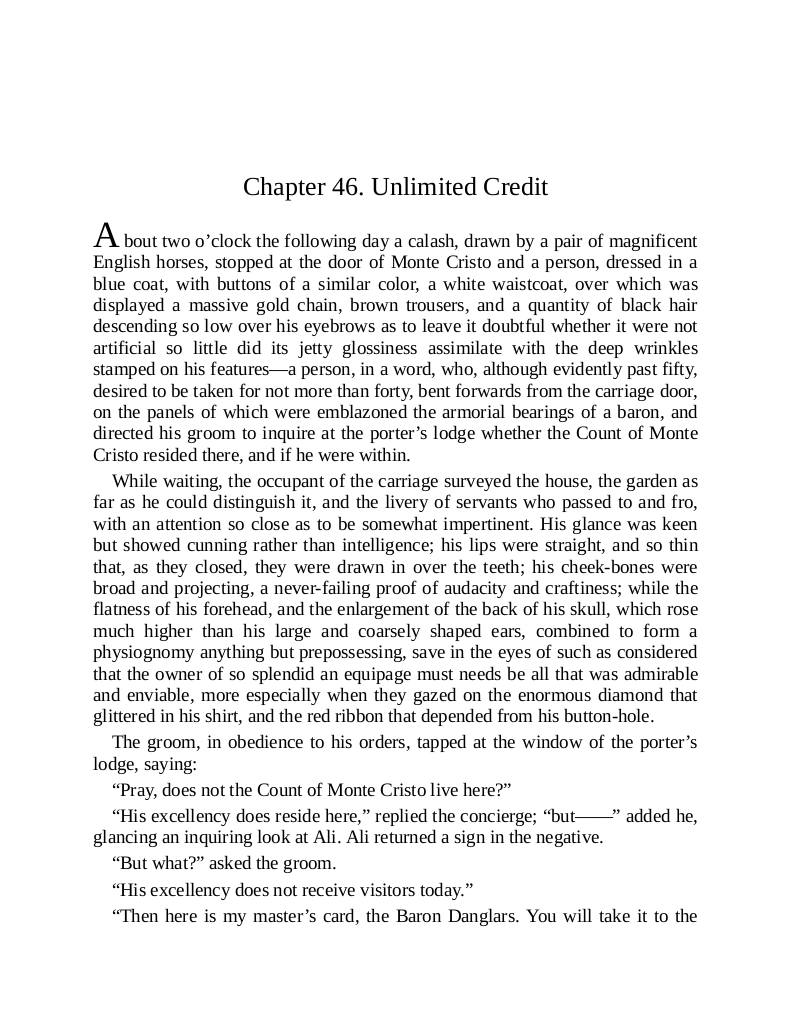 Chapter 46. Unlimited Credit
About two o’clock the following day a calash, drawn by a pair of magnificent
English horses, stopped at the door of Monte Cristo and a person, dressed in a
blue coat, with buttons of a similar color, a white waistcoat, over which was
displayed a massive gold chain, brown trousers, and a quantity of black hair
descending so low over his eyebrows as to leave it doubtful whether it were not
artificial so little did its jetty glossiness assimilate with the deep wrinkles
stamped on his features—a person, in a word, who, although evidently past fifty,
desired to be taken for not more than forty, bent forwards from the carriage door,
on the panels of which were emblazoned the armorial bearings of a baron, and
directed his groom to inquire at the porter’s lodge whether the Count of Monte
Cristo resided there, and if he were within.
While waiting, the occupant of the carriage surveyed the house, the garden as
far as he could distinguish it, and the livery of servants who passed to and fro,
with an attention so close as to be somewhat impertinent. His glance was keen
but showed cunning rather than intelligence; his lips were straight, and so thin
that, as they closed, they were drawn in over the teeth; his cheek-bones were
broad and projecting, a never-failing proof of audacity and craftiness; while the
flatness of his forehead, and the enlargement of the back of his skull, which rose
much higher than his large and coarsely shaped ears, combined to form a
physiognomy anything but prepossessing, save in the eyes of such as considered
that the owner of so splendid an equipage must needs be all that was admirable
and enviable, more especially when they gazed on the enormous diamond that
glittered in his shirt, and the red ribbon that depended from his button-hole.
The groom, in obedience to his orders, tapped at the window of the porter’s
lodge, saying:
“Pray, does not the Count of Monte Cristo live here?”
“His excellency does reside here,” replied the concierge; “but——” added he,
glancing an inquiring look at Ali. Ali returned a sign in the negative.
“But what?” asked the groom.
“His excellency does not receive visitors today.”
“Then here is my master’s card, the Baron Danglars. You will take it to the